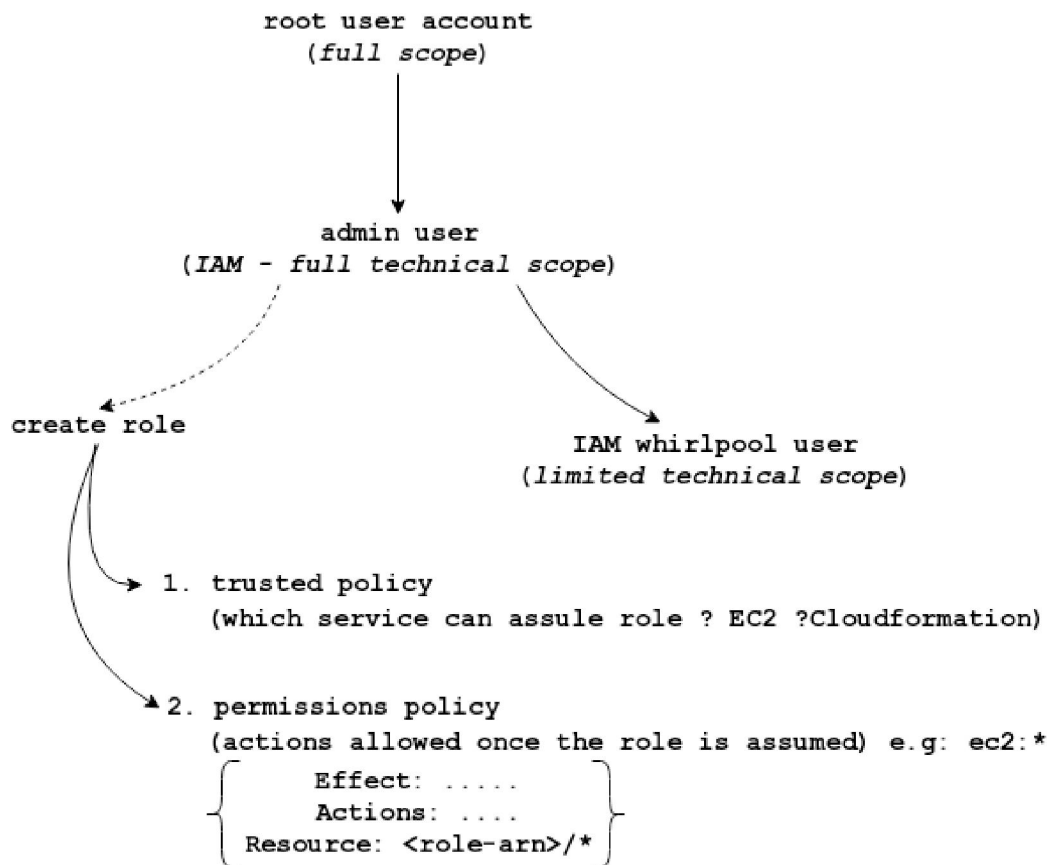 root user account
(full scope)
admin user
(IAM - full technical scope)
create role
IAM whirlpool user
(limited technical scope)
1. trusted policy
(which service can assule role ? EC2 ?Cloudformation)
2. permissions policy
(actions allowed once the role is assumed) e.g: ec2:*
Effect: .....
Actions: ....
Resource: <role-arn>/*